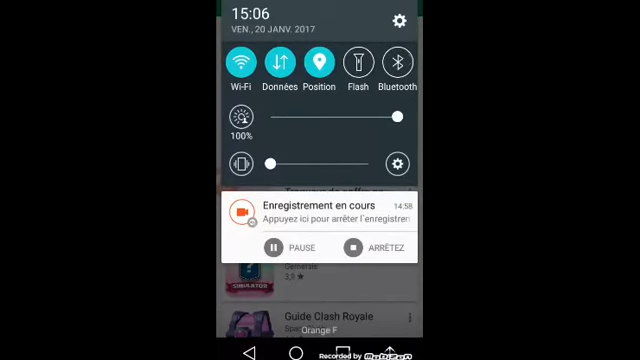 15:06
VEN., 20 JANV. 2017
Wi-Fi Données Position Flash Bluetooth
100%
Enregistrement en cours 14:58
Appuyez ici pour arrêter l'enregistren
PAUSE ARRÊTEZ
3,9 ★
SIMULATOR
Guide Clash Royale
Orange F
Recorded by